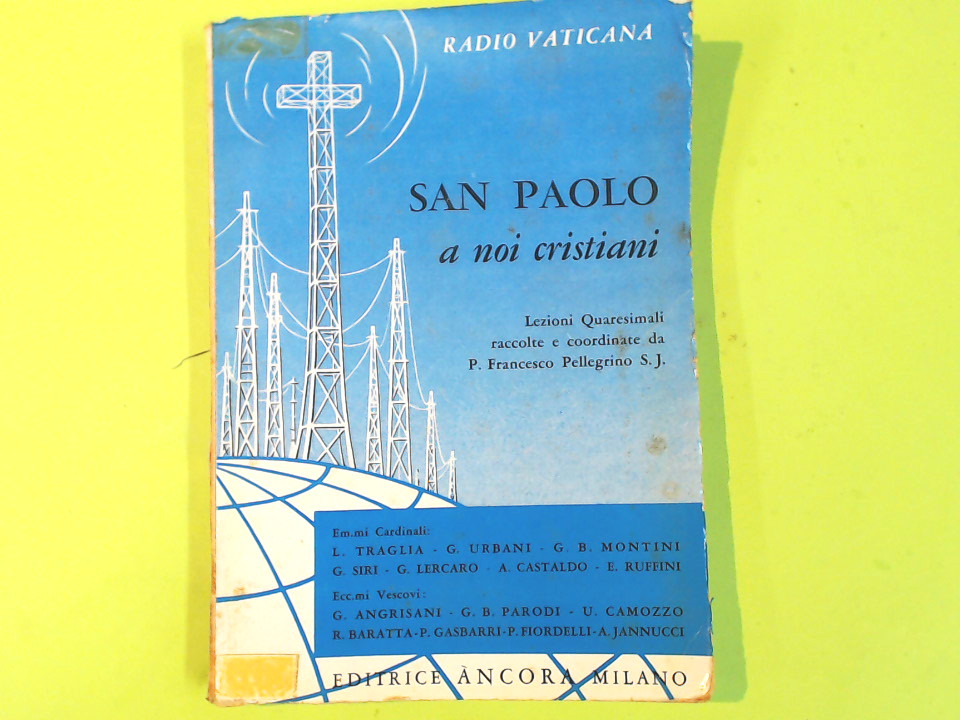 RADIO VATICANA
SAN PAOLO
a noi cristiani
Lezioni Quaresimali
raccolte e coordinate da
P. Francesco Pellegrino S. J.
Em.mi Cardinali:
L. TRAGLIA - G. URBANI - G. B. MONTINI
G. SIRI - G. LERCARO - A. CASTALDO - E. RUFFINI
Ecc.mi Vescovi:
G. ANGRISANI - G. B. PARODI - U. CAMOZZO
R. BARATTA-P. GASBARRI-P. FIORDELLI-A. JANNUCCI
EDITRICE ÀNCORA MILANO